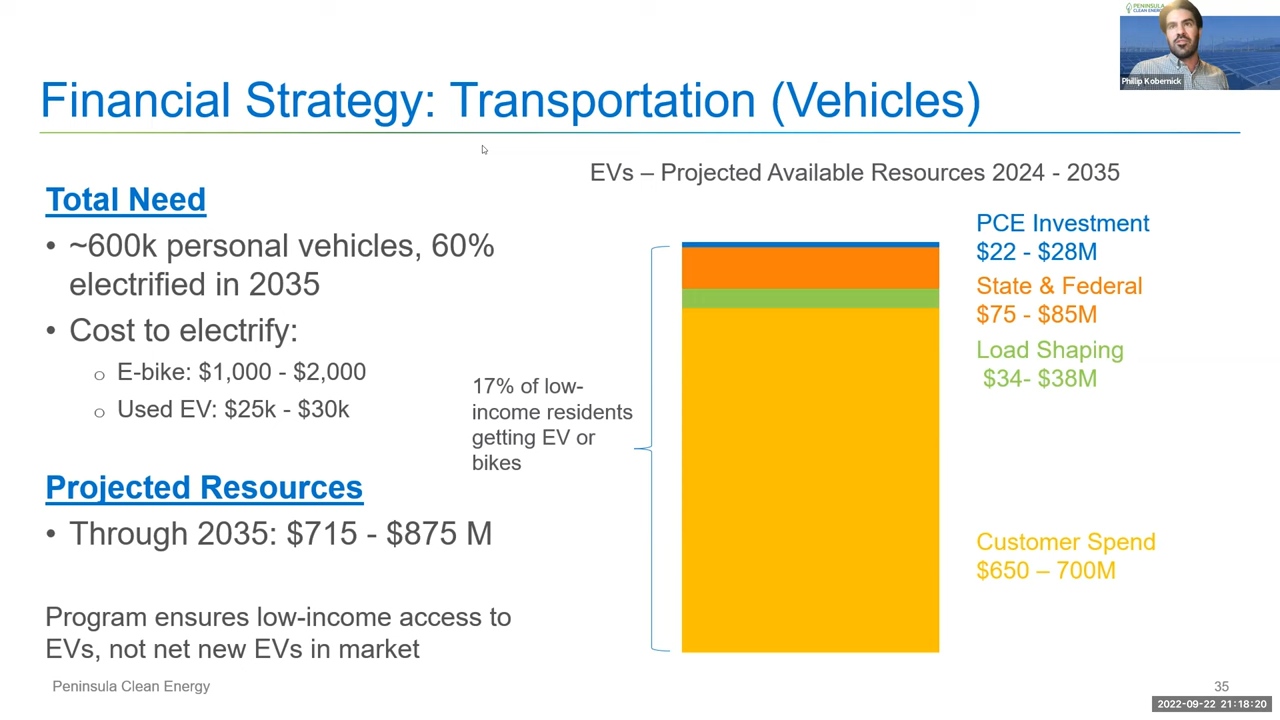 PENINSULA
CLEAN ENERGY
Phillip Kobernick
Financial Strategy: Transportation (Vehicles)
EVs – Projected Available Resources 2024 - 2035
Total Need
• ~600k personal vehicles, 60%
electrified in 2035
• Cost to electrify:
o E-bike: $1,000 - $2,000
o Used EV: $25k - $30k
Projected Resources
• Through 2035: $715 - $875 M
Program ensures low-income access to
EVs, not net new EVs in market
17% of low-
income residents
getting EV or
bikes
PCE Investment
$22 - $28M
State & Federal
$75 - $85M
Load Shaping
$34- $38M
Customer Spend
$650 – 700M
Peninsula Clean Energy
35
2022-09-22 21:18:20